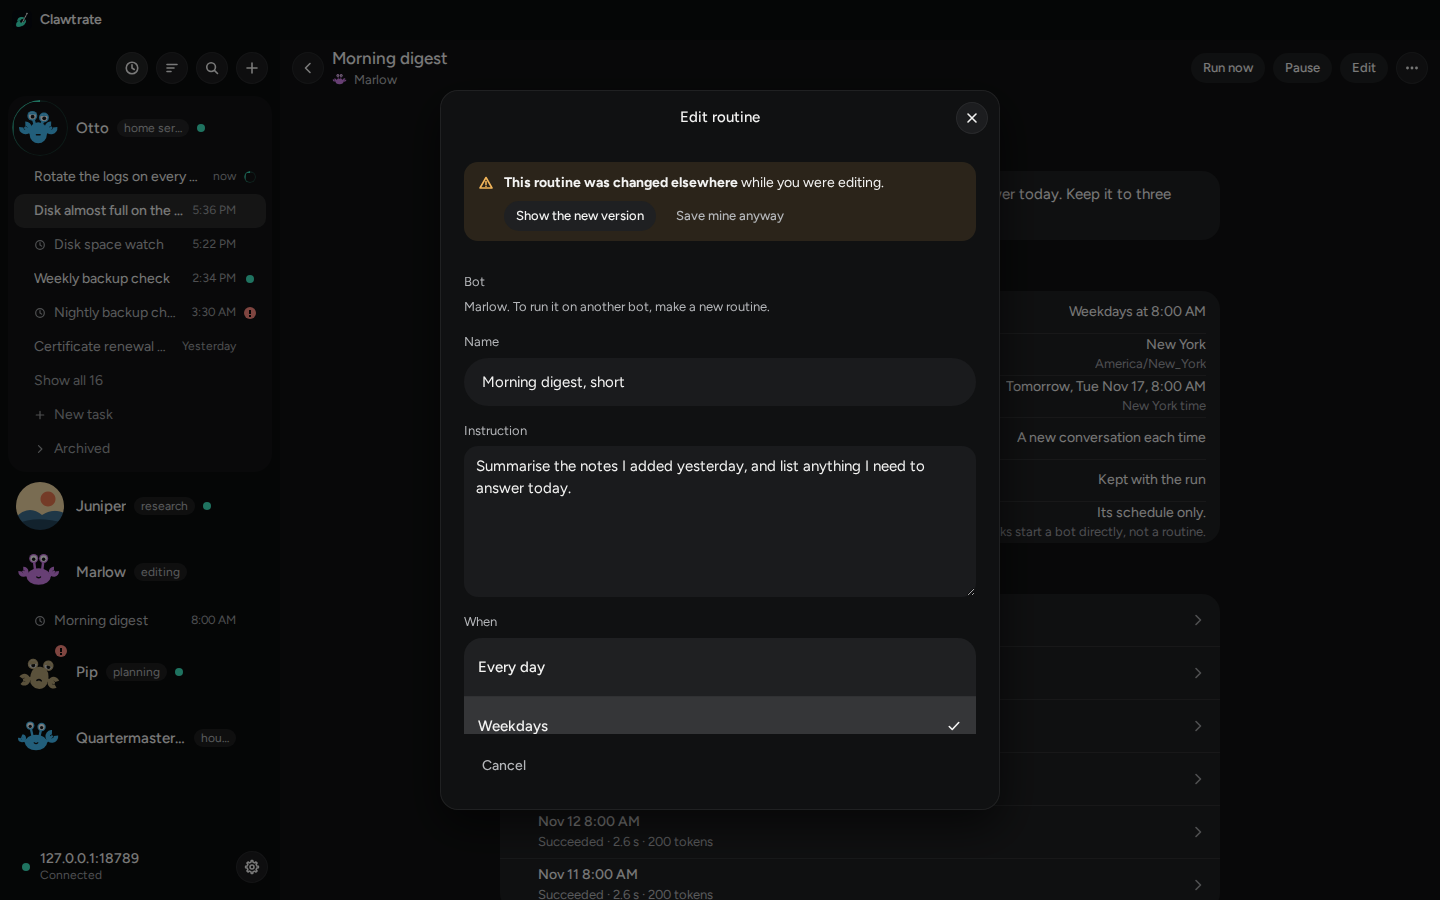 Clawtrate
Morning digest
Marlow
Run now
Pause
Edit
Otto
home ser...
Rotate the logs on every ...
now
Disk almost full on the ...
5:36 PM
Disk space watch
5:22 PM
Weekly backup check
2:34 PM
Nightly backup ch...
3:30 AM
Certificate renewal ...
Yesterday
Show all 16
New task
Archived
Juniper
research
Marlow
editing
Morning digest
8:00 AM
Pip
planning
Quartermaster...
hou...
127.0.0.1:18789
Connected
Edit routine
This routine was changed elsewhere while you were editing.
Show the new version
Save mine anyway
Bot
Marlow. To run it on another bot, make a new routine.
Name
Morning digest, short
Instruction
Summarise the notes I added yesterday, and list anything I need to
answer today.
When
Every day
Weekdays
Cancel
er today. Keep it to three
Weekdays at 8:00 AM
New York
America/New_York
Tomorrow, Tue Nov 17, 8:00 AM
New York time
A new conversation each time
Kept with the run
Its schedule only.
ks start a bot directly, not a routine.
Nov 12 8:00 AM
Succeeded · 2.6 s · 200 tokens
Nov 11 8:00 AM
Succeeded · 2.6 s · 200 tokens